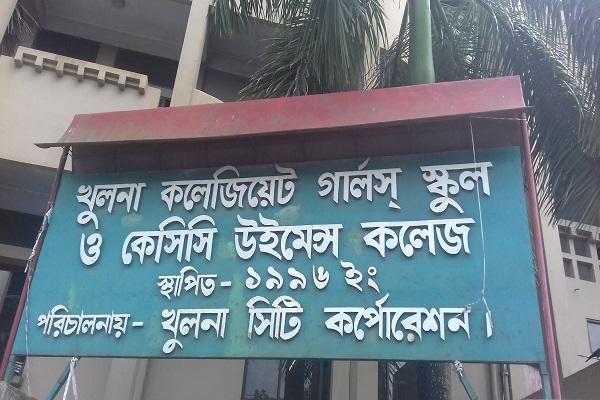 খুলনা কলেজিয়েট গার্লস্ স্কুল
ও কেসিসি উইমেন্স কলেজ
স্থাপিত - ১৯৯৬ ইং
পরিচালনায় - খুলনা সিটি কর্পোরেশন।